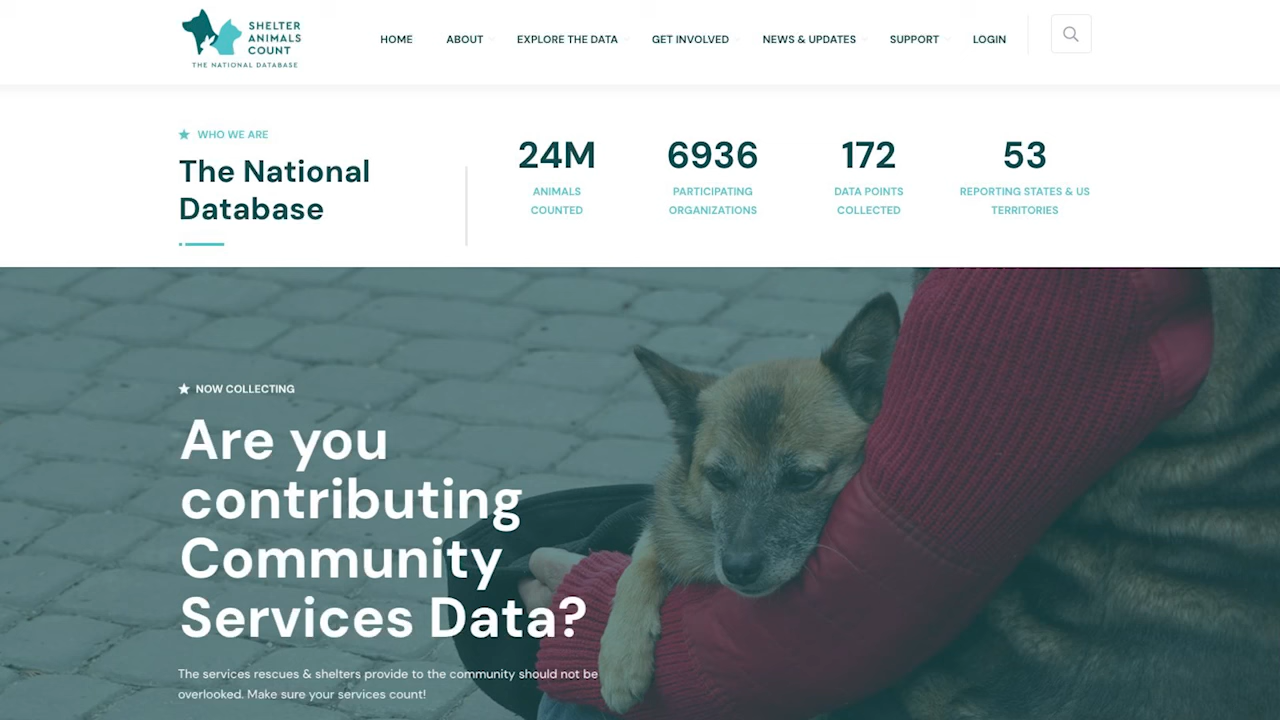 SHELTER
ANIMALS
COUNT
THE NATIONAL DATABASE
HOME ABOUT EXPLORE THE DATA GET INVOLVED NEWS & UPDATES SUPPORT LOGIN
WHO WE ARE
The National
Database
24M
ANIMALS
COUNTED
6936
PARTICIPATING
ORGANIZATIONS
172
DATA POINTS
COLLECTED
53
REPORTING STATES & US
TERRITORIES
NOW COLLECTING
Are you
contributing
Community
Services Data?
The services rescues & shelters provide to the community should not be
overlooked. Make sure your services count!